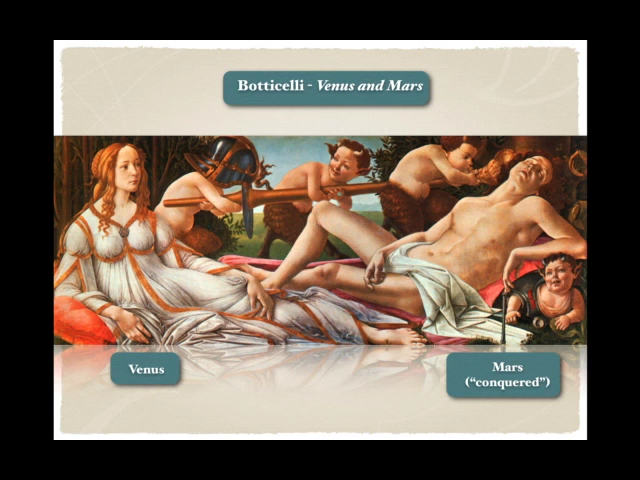 Botticelli - Venus and Mars
Venus
Mars
(“conquered”)